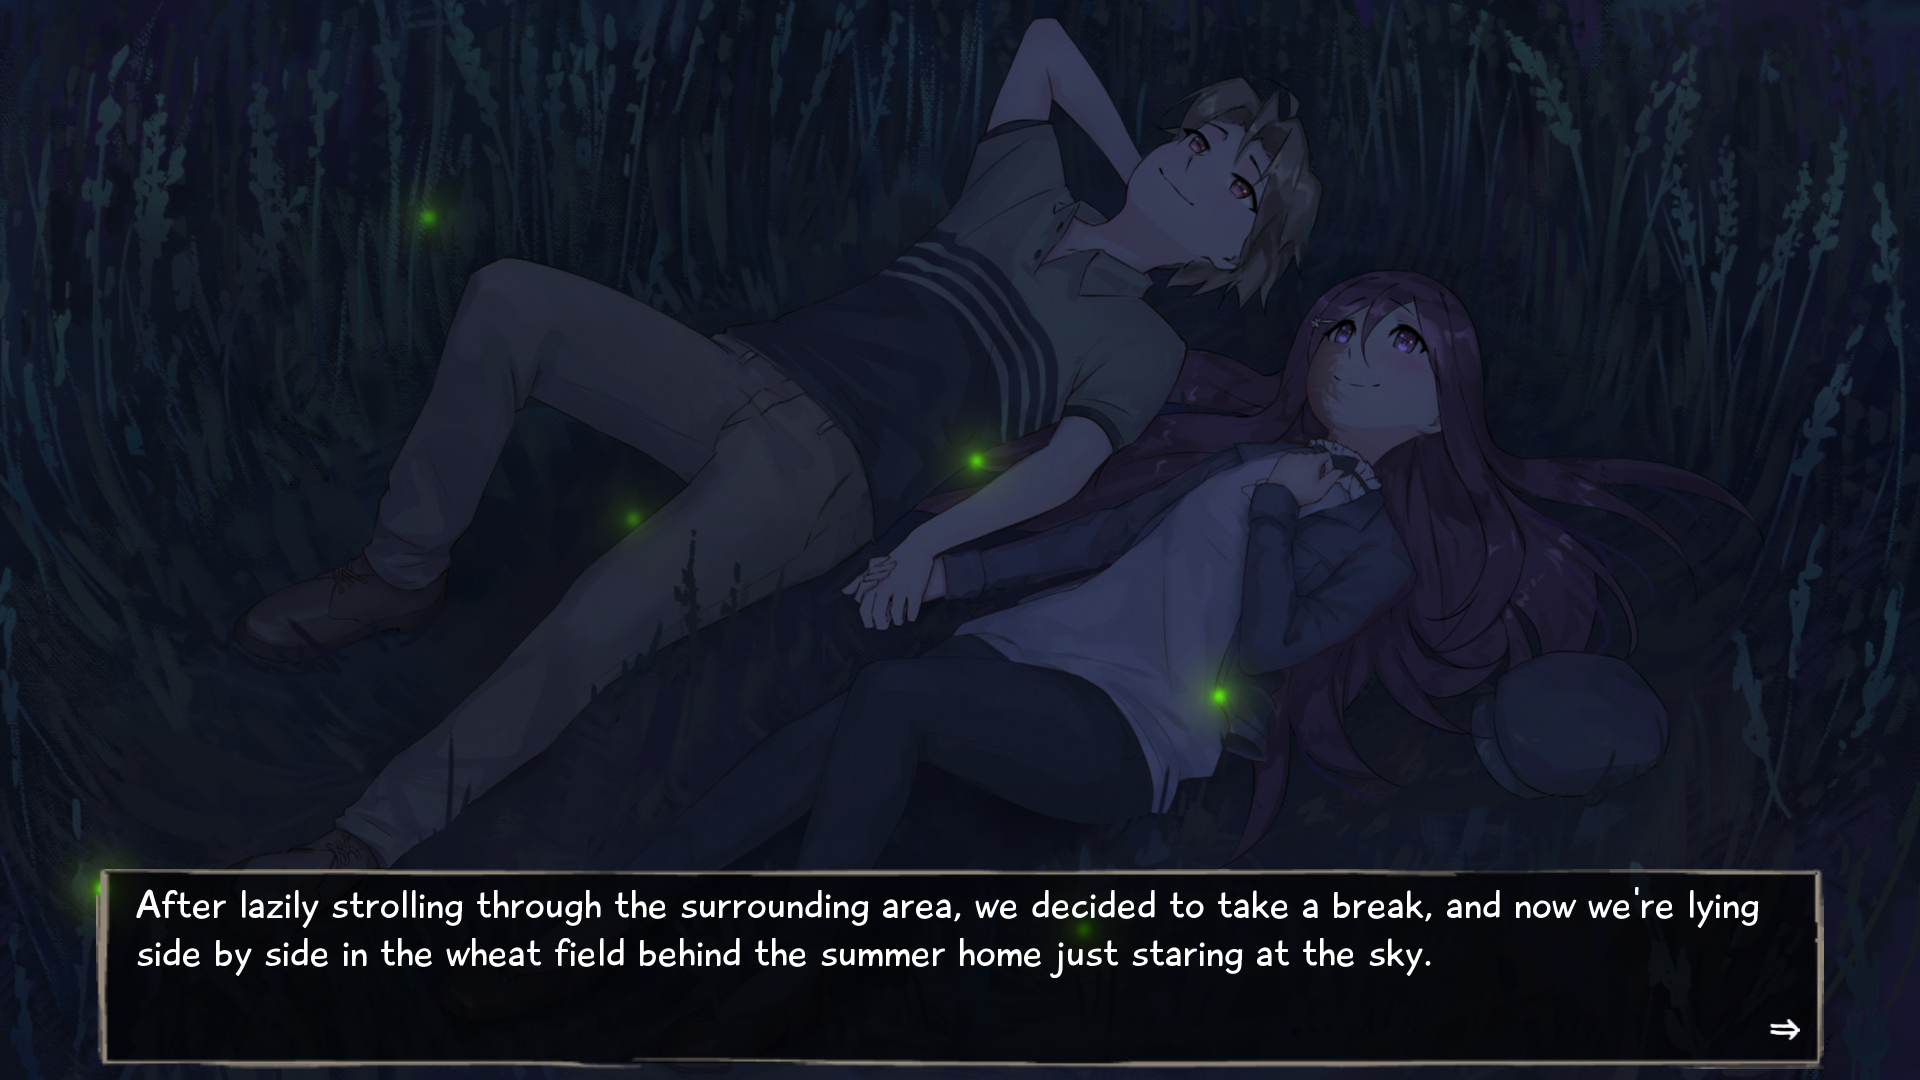 After lazily strolling through the surrounding area, we decided to take a break, and now we're lying
side by side in the wheat field behind the summer home just staring at the sky.